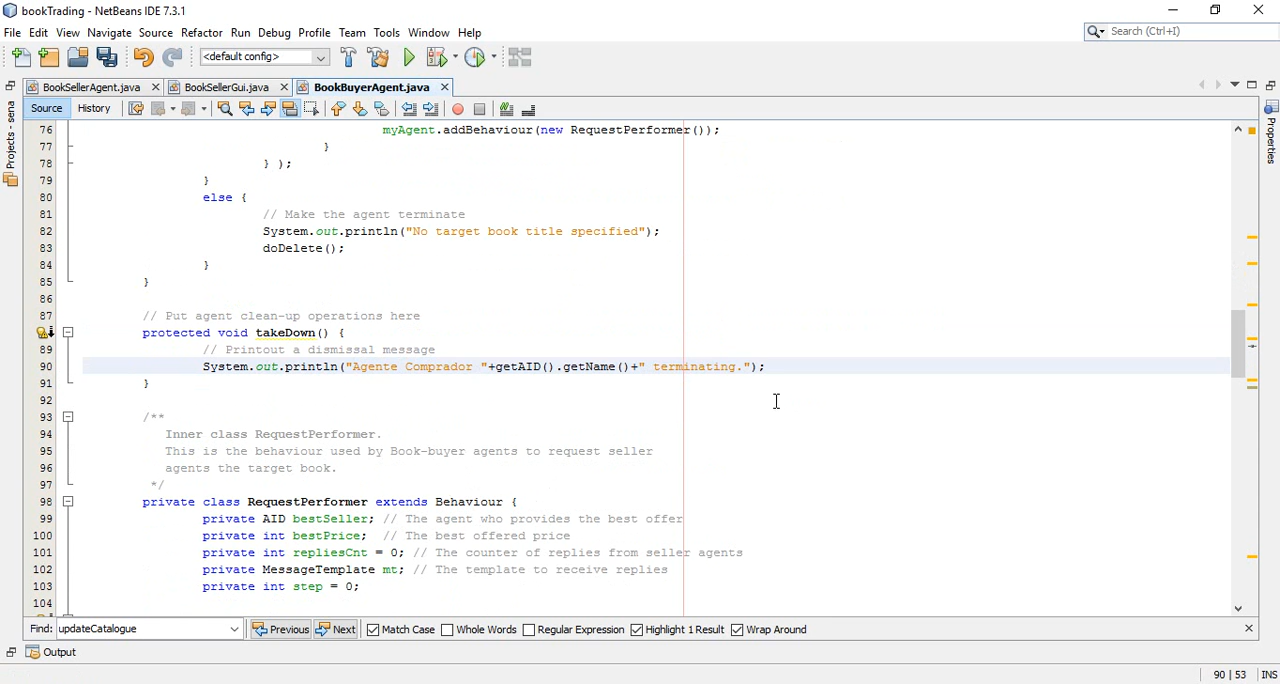 bookTrading - NetBeans IDE 7.3.1
File Edit View Navigate Source Refactor Run Debug Profile Team Tools Window Help
Search (Ctrl+I)
<default config>
BookSellerAgent.java BookSellerGui.java BookBuyerAgent.java
Source History
Projects - sena
Properties
76 myAgent.addBehaviour(new RequestPerformer());
77 }
78 } );
79 }
80 else {
81 // Make the agent terminate
82 System.out.println("No target book title specified");
83 doDelete();
84 }
85 }
86
87 // Put agent clean-up operations here
protected void takeDown() {
89 // Printout a dismissal message
90 System.out.println("Agente Comprador "+getAID().getName()+" terminating.");
91 }
92
93 /**
94 Inner class RequestPerformer.
95 This is the behaviour used by Book-buyer agents to request seller
96 agents the target book.
97 */
98 private class RequestPerformer extends Behaviour {
99 private AID bestSeller; // The agent who provides the best offer
100 private int bestPrice; // The best offered price
101 private int repliesCnt = 0; // The counter of replies from seller agents
102 private MessageTemplate mt; // The template to receive replies
103 private int step = 0;
104
Find: updateCatalogue Previous Next Match Case Whole Words Regular Expression Highlight 1 Result Wrap Around
Output
90 | 53 INS